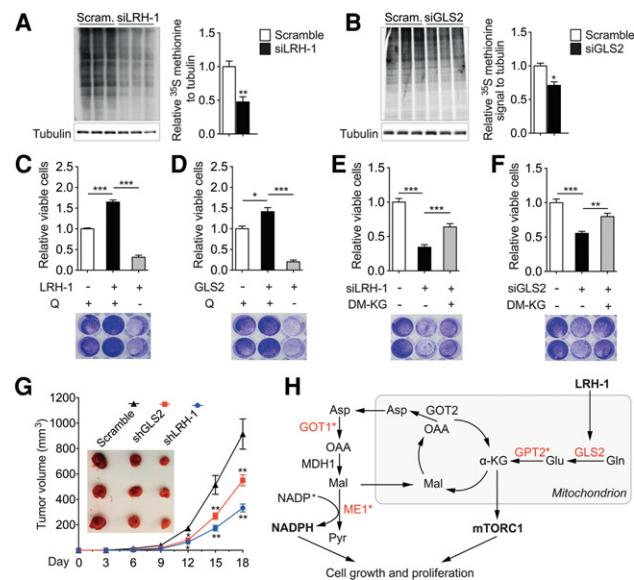 A
Scram. siLRH-1
Tubulin
Relative ³⁵S methionine
to tubulin
1.5
1.0
0.5
0.0
**
Scramble
siLRH-1
B
Scram. siGLS2
Tubulin
Relative ³⁵S methionine
signal to tubulin
1.5
1.0
0.5
0.0
*
Scramble
siGLS2
C
Relative viable cells
2.0
1.5
1.0
0.5
0.0
*** ***
LRH-1 - + +
Q + + -
D
Relative viable cells
2.0
1.5
1.0
0.5
0.0
* ***
GLS2 - + +
Q + + -
E
Relative viable cells
1.5
1.0
0.5
0
***
***
siLRH-1 - + +
DM-KG - - +
F
Relative viable cells
1.5
1.0
0.5
0
***
**
siGLS2 - + +
DM-KG - - +
G
Tumor volume (mm³)
1200
1000
800
600
400
200
0
Scramble
shGLS2
shLRH-1
* ** **
* ** **
Day 0 3 6 9 12 15 18
H
LRH-1
Asp Asp GOT2
GOT1* OAA
OAA α-KG GPT2* Glu GLS2 Gln
MDH1
Mal Mal
Mitochondrion
NADP⁺
ME1*
NADPH
Pyr
mTORC1
Cell growth and proliferation